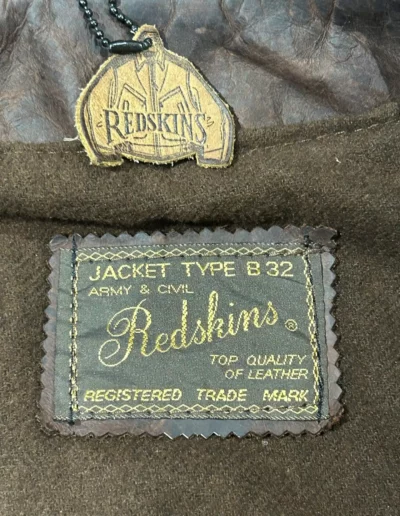 REDSKINS
JACKET TYPE B 32
ARMY & CIVIL
Redskins ®
TOP QUALITY
OF LEATHER
REGISTERED TRADE MARK